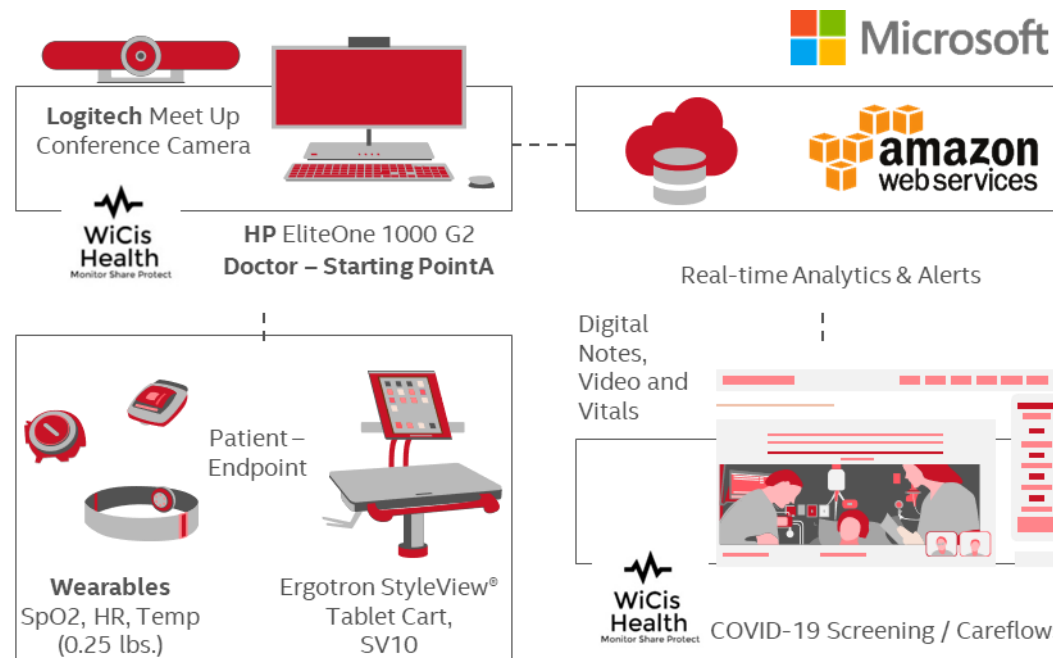 Microsoft
Logitech Meet Up
Conference Camera
amazon
web services
WiCis
Health
Monitor Share Protect
HP EliteOne 1000 G2
Doctor – Starting PointA
Real-time Analytics & Alerts
Digital
Notes,
Video and
Vitals
Patient –
Endpoint
Wearables
SpO2, HR, Temp
(0.25 lbs.)
Ergotron StyleView®
Tablet Cart,
SV10
WiCis
Health
Monitor Share Protect
COVID-19 Screening / Careflow